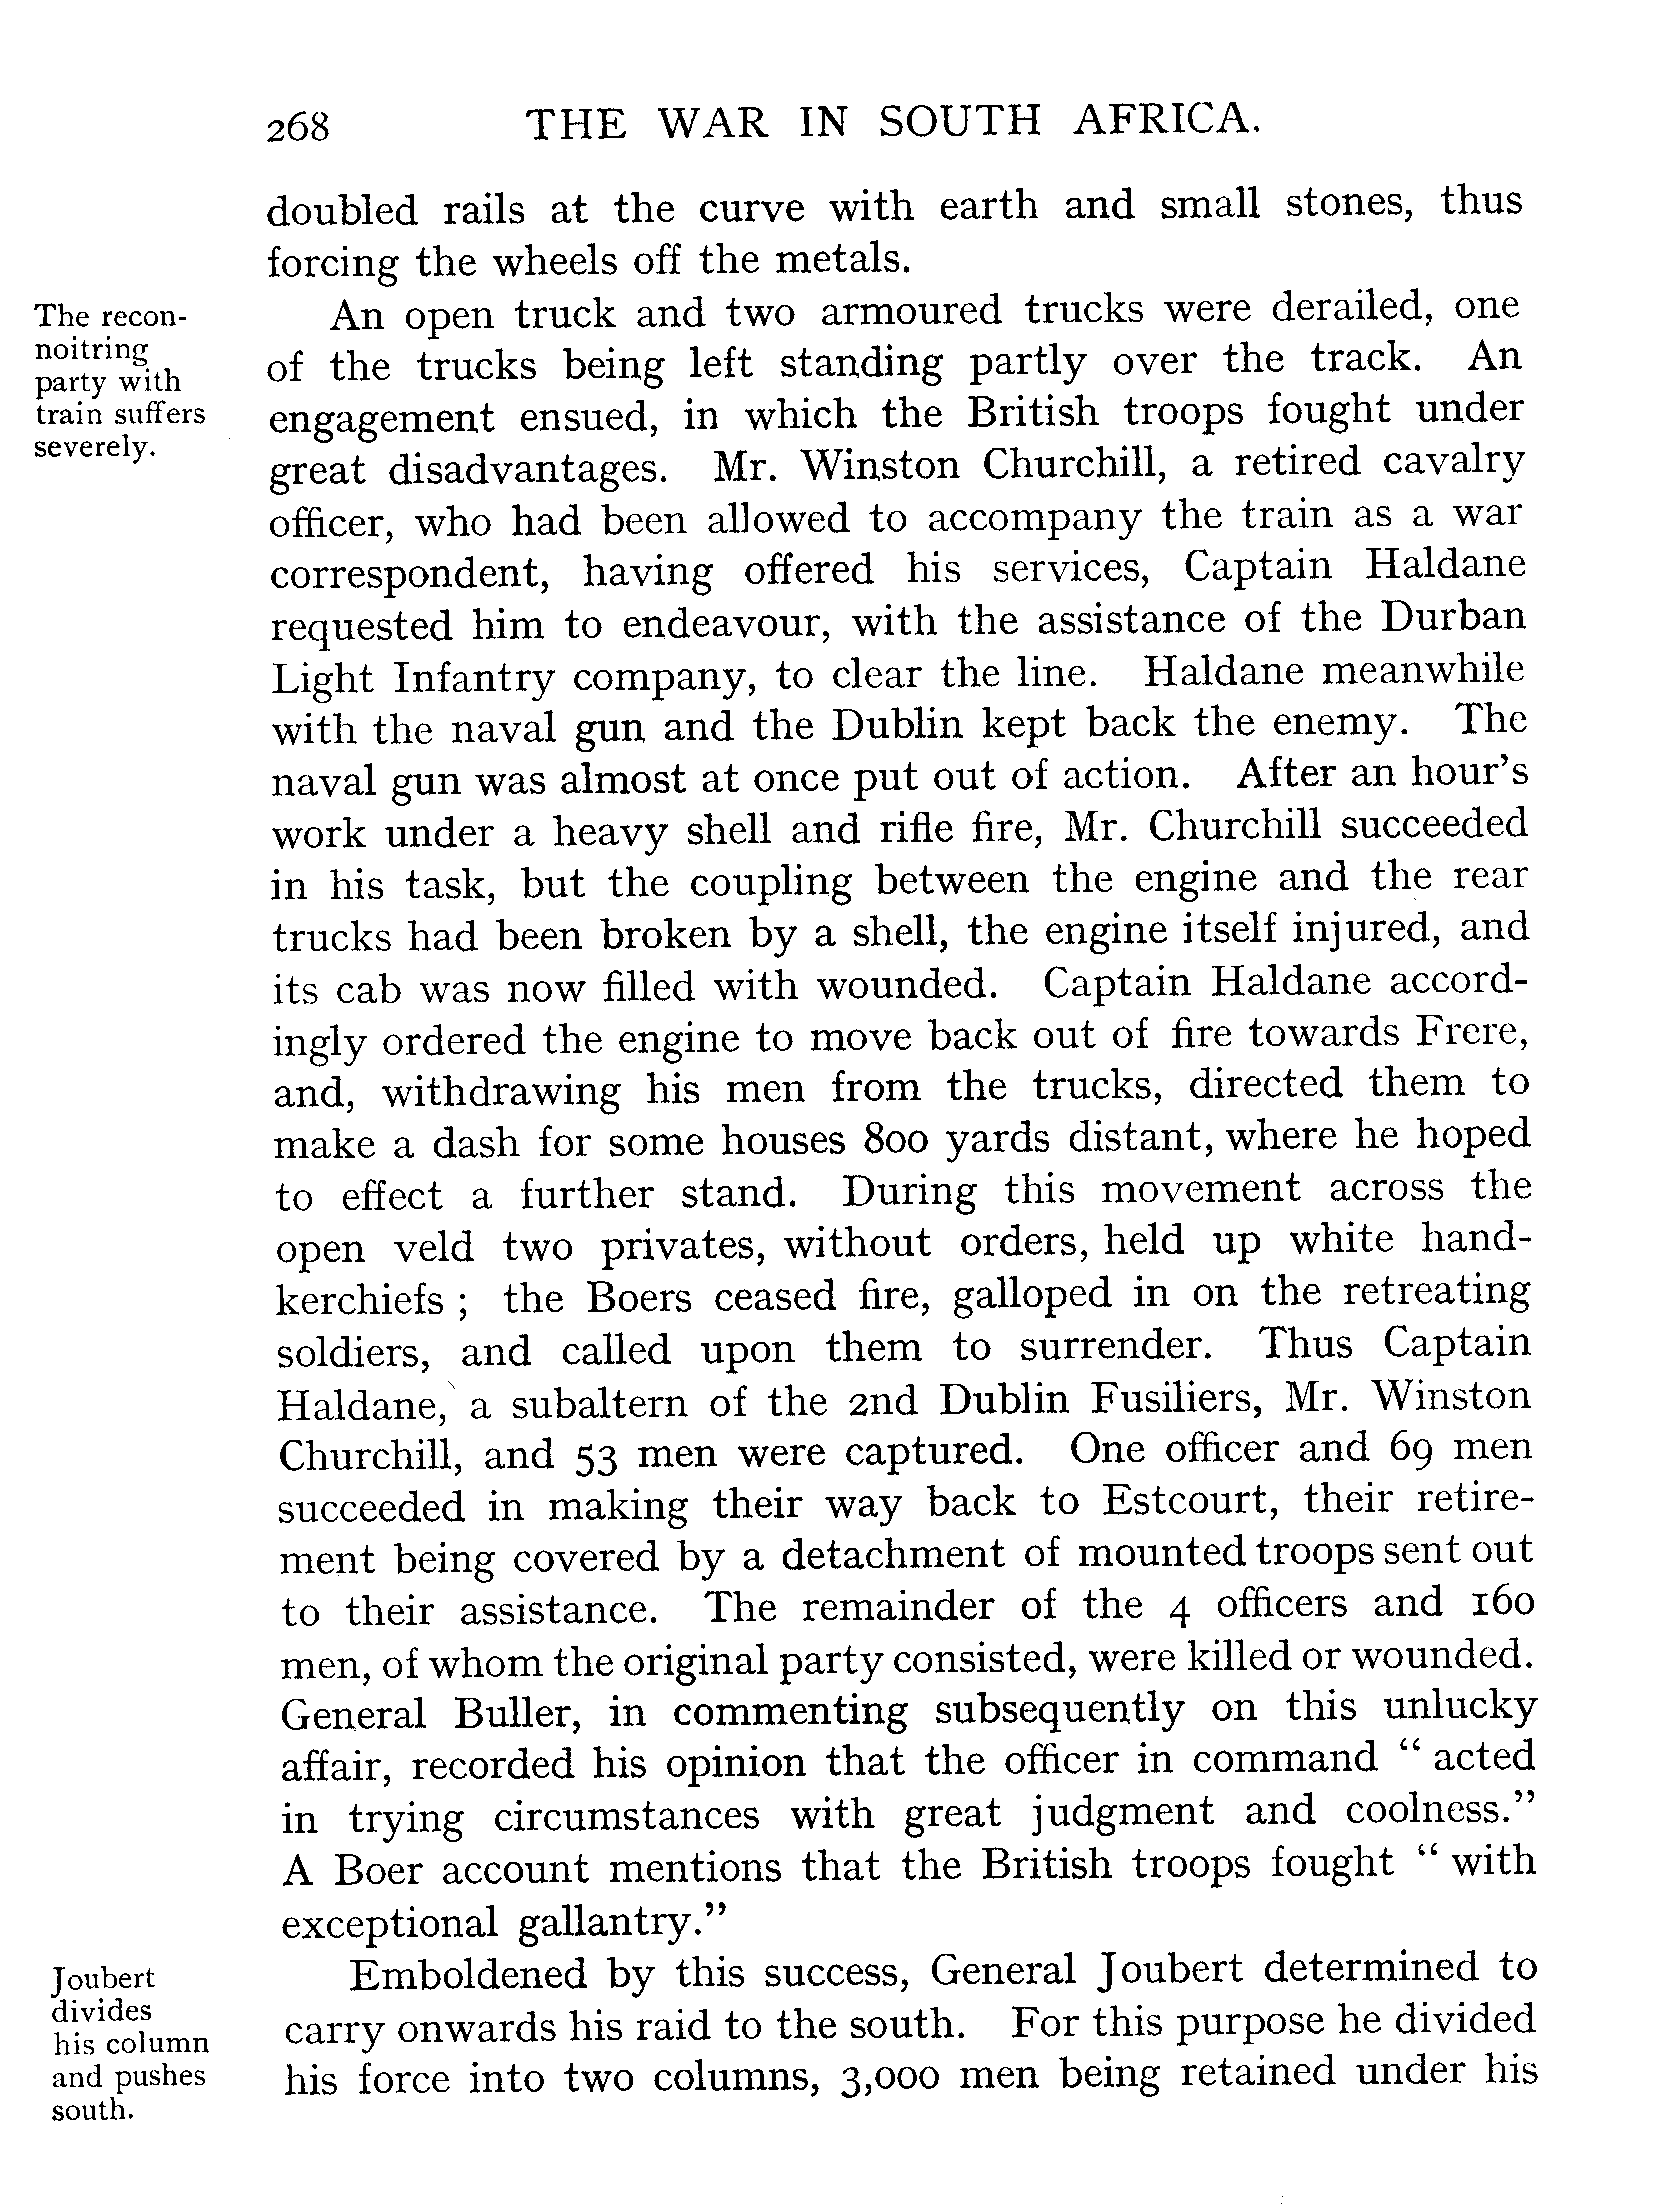 268 THE WAR IN SOUTH AFRICA.
doubled rails at the curve with earth and small stones, thus
forcing the wheels off the metals.
The recon-
noitring
party with
train suffers
severely.
An open truck and two armoured trucks were derailed, one
of the trucks being left standing partly over the track. An
engagement ensued, in which the British troops fought under
great disadvantages. Mr. Winston Churchill, a retired cavalry
officer, who had been allowed to accompany the train as a war
correspondent, having offered his services, Captain Haldane
requested him to endeavour, with the assistance of the Durban
Light Infantry company, to clear the line. Haldane meanwhile
with the naval gun and the Dublin kept back the enemy. The
naval gun was almost at once put out of action. After an hour's
work under a heavy shell and rifle fire, Mr. Churchill succeeded
in his task, but the coupling between the engine and the rear
trucks had been broken by a shell, the engine itself injured, and
its cab was now filled with wounded. Captain Haldane accord-
ingly ordered the engine to move back out of fire towards Frere,
and, withdrawing his men from the trucks, directed them to
make a dash for some houses 800 yards distant, where he hoped
to effect a further stand. During this movement across the
open veld two privates, without orders, held up white hand-
kerchiefs ; the Boers ceased fire, galloped in on the retreating
soldiers, and called upon them to surrender. Thus Captain
Haldane, a subaltern of the 2nd Dublin Fusiliers, Mr. Winston
Churchill, and 53 men were captured. One officer and 69 men
succeeded in making their way back to Estcourt, their retire-
ment being covered by a detachment of mounted troops sent out
to their assistance. The remainder of the 4 officers and 160
men, of whom the original party consisted, were killed or wounded.
General Buller, in commenting subsequently on this unlucky
affair, recorded his opinion that the officer in command “ acted
in trying circumstances with great judgment and coolness.”
A Boer account mentions that the British troops fought “ with
exceptional gallantry.”
Joubert
divides
his column
and pushes
south.
Emboldened by this success, General Joubert determined to
carry onwards his raid to the south. For this purpose he divided
his force into two columns, 3,000 men being retained under his